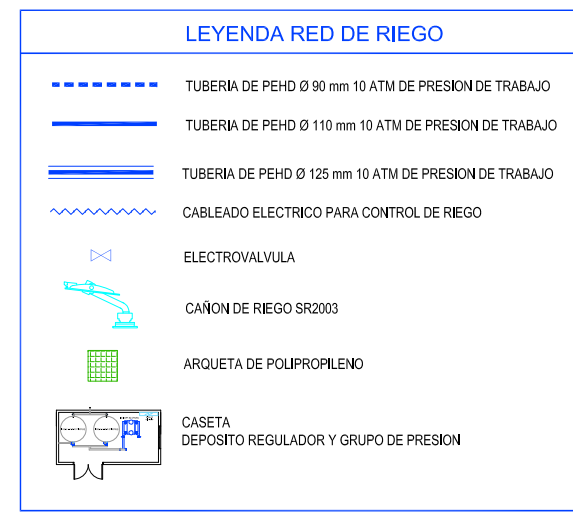 LEYENDA RED DE RIEGO
TUBERIA DE PEHD Ø 90 mm 10 ATM DE PRESION DE TRABAJO
TUBERIA DE PEHD Ø 110 mm 10 ATM DE PRESION DE TRABAJO
TUBERIA DE PEHD Ø 125 mm 10 ATM DE PRESION DE TRABAJO
CABLEADO ELECTRICO PARA CONTROL DE RIEGO
ELECTROVALVULA
CAÑON DE RIEGO SR2003
ARQUETA DE POLIPROPILENO
CASETA
DEPOSITO REGULADOR Y GRUPO DE PRESION